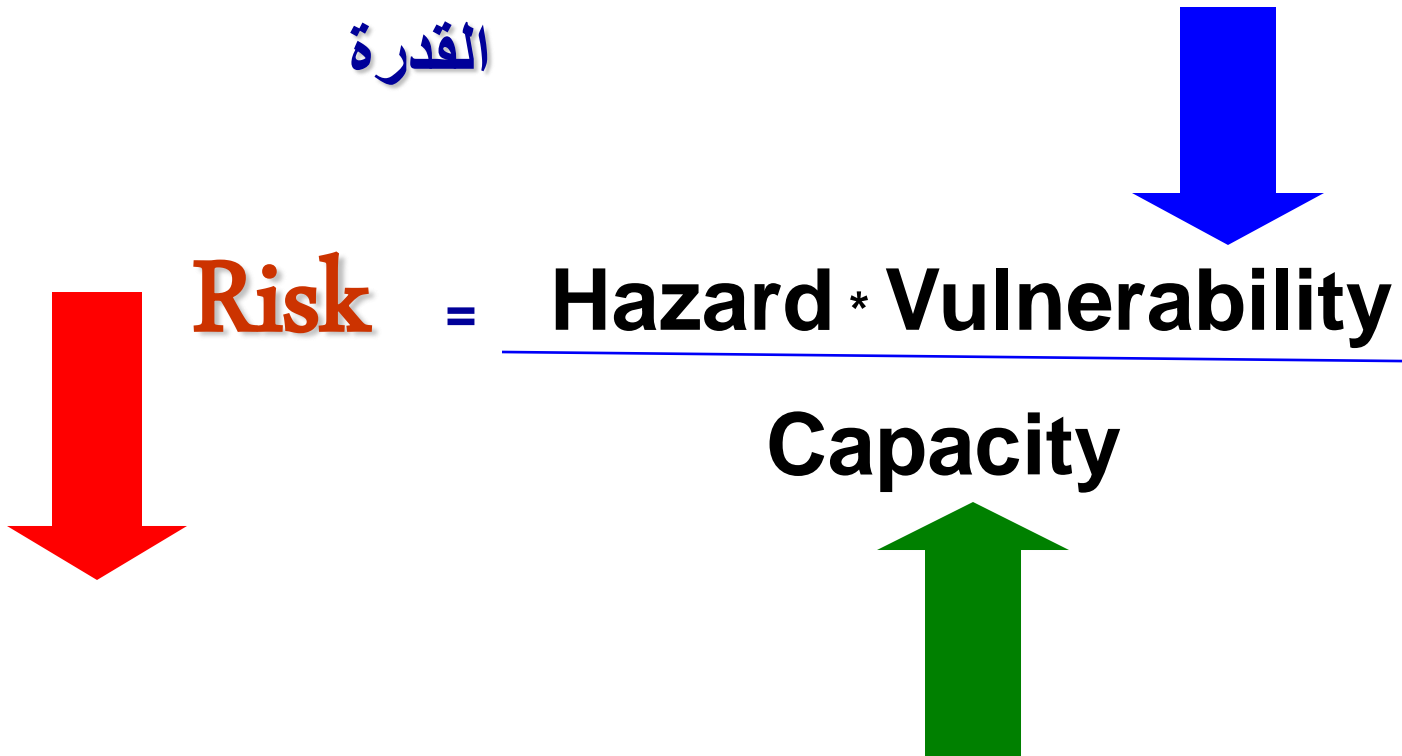 القدرة
Risk = Hazard * Vulnerability
Capacity